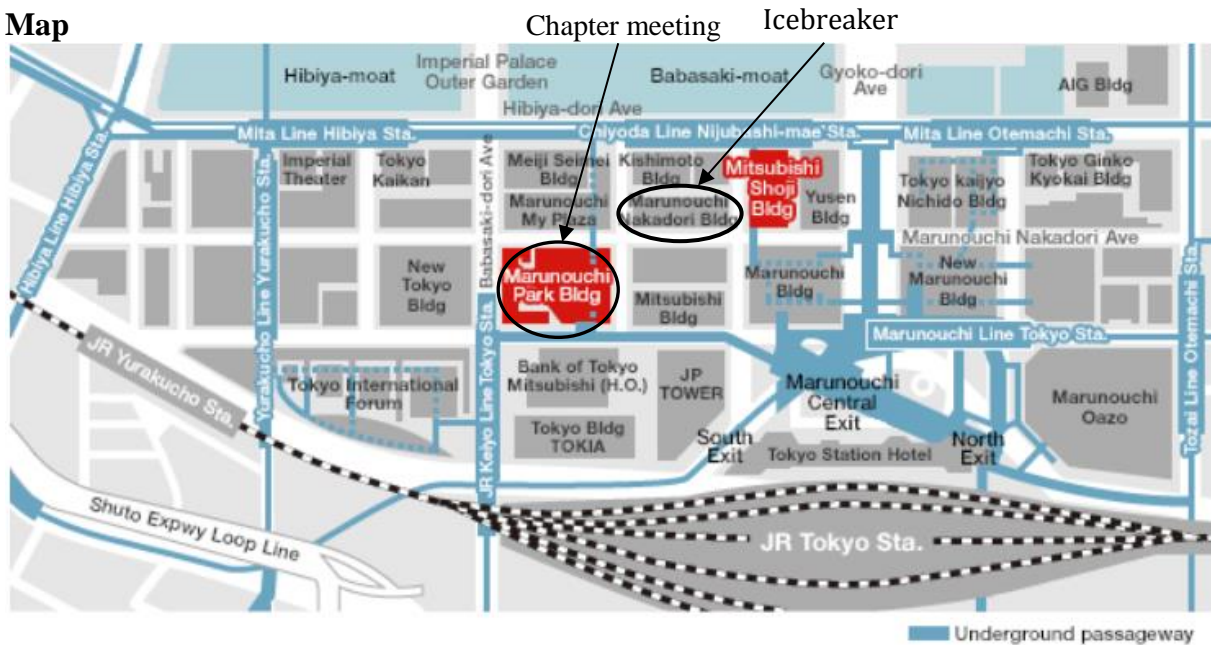 Map
Chapter meeting
Icebreaker
Hibiya-moat
Imperial Palace
Outer Garden
Babasaki-moat
Gyoko-dori
Ave
AIG Bldg
Hibiya-dori Ave
Mita Line Hibiya Sta.
Chiyoda Line Nijubashi-mae' Sta.
Mita Line Otemachi Sta.
Hibiya Line Hibiya Sta.
Yurakucho Line Yurakucho Sta.
Imperial
Theater
Tokyo
Kaikan
Babasaki-dori Ave
Meiji Seimei
Bldg
Kishimoto
Bldg
Mitsubishi
Shoji
Bldg
Yusen
Bldg
Tokyo kaijyo
Nichido Bldg
Tokyo Ginko
Kyokai Bldg
Marunouchi
My Plaza
Marunouchi
Nakadori Bldg
Marunouchi Nakadori Ave
New
Tokyo
Bldg
Marunouchi
Park Bldg
Mitsubishi
Bldg
Marunouchi
Bldg
New
Marunouchi
Bldg
Marunouchi Line Tokyo Sta.
Tozai Line Otemachi Sta.
JR Yurakucho Sta.
JR Keiyo Line Tokyo Sta.
Tokyo International
Forum
Bank of Tokyo
Mitsubishi (H.O.)
JP
TOWER
Marunouchi
Central
Exit
Marunouchi
Oazo
Tokyo Bldg
TOKIA
South
Exit
Tokyo Station Hotel
North
Exit
Shuto Expwy Loop Line
JR Tokyo Sta.
Underground passageway